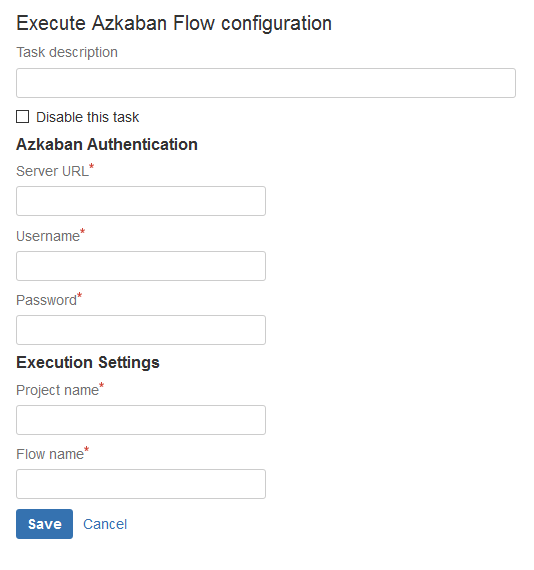 Execute Azkaban Flow configuration
Task description
Disable this task
Azkaban Authentication
Server URL*
Username*
Password*
Execution Settings
Project name*
Flow name*
Save Cancel